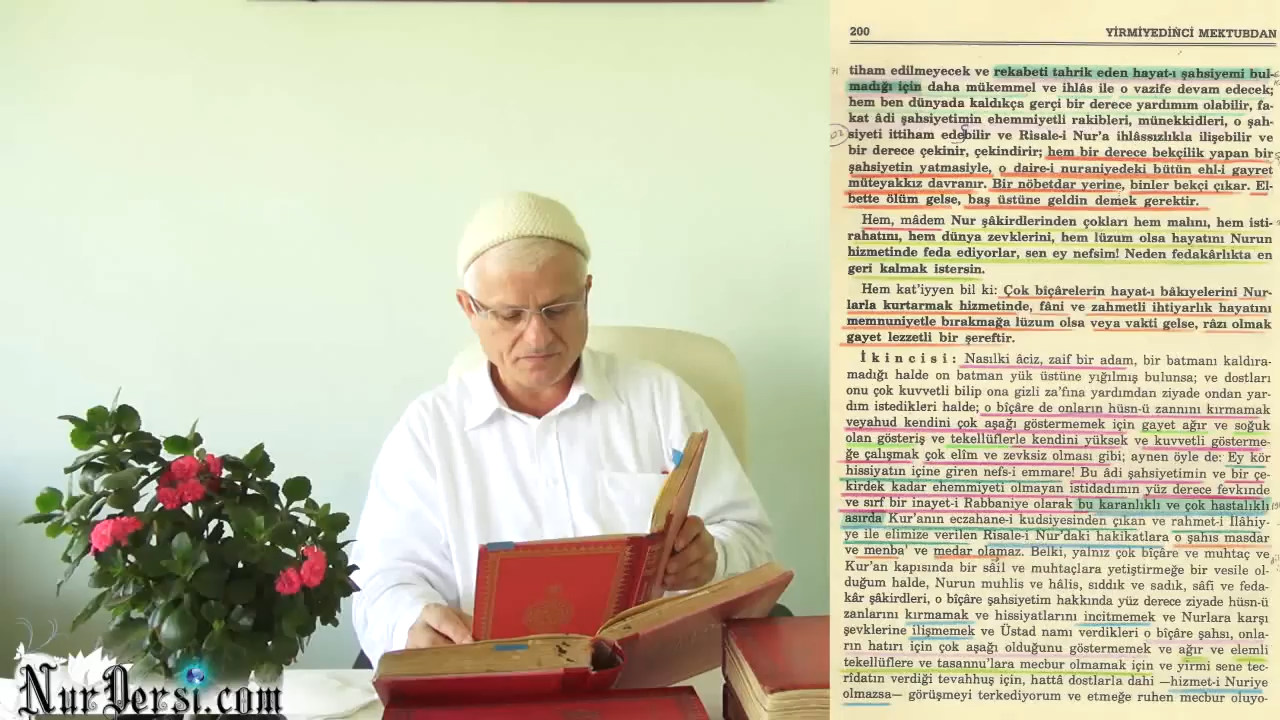 200 YİRMİYEDİNCİ MEKTUBDAN
tiham edilmeyecek ve rekabeti tahrik eden hayat-ı şahsiyemi bul-
madığı için daha mükemmel ve ihlâs ile o vazife devam edecek;
hem ben dünyada kaldıkça gerçi bir derece yardımım olabilir, fa-
kat âdi şahsiyetimin ehemmiyetli rakibleri, münekkidleri, o şah-
siyeti ittiham edebilir ve Risale-i Nur'a ihlâssızlıkla ilişebilir ve
bir derece çekinir, çekindirir; hem bir derece bekçilik yapan bir
şahsiyetin yatmasiyle, o daire-i nuraniyedeki bütün ehl-i gayret
müteyakkız davranır. Bir nöbetdar yerine, binler bekçi çıkar. El-
bette ölüm gelse, baş üstüne geldin demek gerektir.
Hem, mâdem Nur şâkirdlerinden çokları hem malını, hem isti-
rahatını, hem dünya zevklerini, hem lüzum olsa hayatını Nurun
hizmetinde feda ediyorlar, sen ey nefsim! Neden fedakârlıkta en
geri kalmak istersin.
Hem kat'iyyen bil ki: Çok bîçârelerin hayat-ı bâkıyelerini Nur-
larla kurtarmak hizmetinde, fâni ve zahmetli ihtiyarlık hayatını
memnuniyetle bırakmağa lüzum olsa veya vakti gelse, râzı olmak
gayet lezzetli bir şereftir.
İkincisi: Nasılki âciz, zaif bir adam, bir batmanı kaldıra-
madığı halde on batman yük üstüne yığılmış bulunsa; ve dostları
onu çok kuvvetli bilip ona gizli za'fına yardımdan ziyade ondan yar-
dım istedikleri halde; o bîçâre de onların hüsn-ü zannını kırmamak
veyahud kendini çok aşağı göstermemek için gayet ağır ve soğuk
olan gösteriş ve tekellüflerle kendini yüksek ve kuvvetli gösterme-
ğe çalışmak çok elîm ve zevksiz olması gibi; aynen öyle de: Ey kör
hissiyatın içine giren nefs-i emmare! Bu âdi şahsiyetimin ve bir çe-
kirdek kadar ehemmiyeti olmayan istidadımın yüz derece fevkınde
ve sırf bir inayet-i Rabbaniye olarak bu karanlıklı ve çok hastalıklı
asırda Kur'anın eczahane-i kudsiyesinden çıkan ve rahmet-i İlâhiy-
ye ile elimize verilen Risale-i Nur'daki hakikatlara o şahıs masdar
ve menba' ve medar olamaz. Belki, yalnız çok bîçare ve muhtaç ve
Kur'an kapısında bir sâil ve muhtaçlara yetiştirmeğe bir vesile ol-
duğum halde, Nurun muhlis ve hâlis, sıddık ve sadık, sâfi ve feda-
kâr şâkirdleri, o bîçâre şahsiyetim hakkında yüz derece ziyade hüsn-ü
zanlarını kırmamak ve hissiyatlarını incitmemek ve Nurlara karşı
şevklerine ilişmemek ve Üstad namı verdikleri o bîçâre şahsı, onla-
rın hatırı için çok aşağı olduğunu göstermemek ve ağır ve elemli
tekellüflere ve tasannu'lara mecbur olmamak için ve yirmi sene tec-
rîdatın verdiği tevahhuş için, hattâ dostlarla dahi —hizmet-i Nuriye
olmazsa— görüşmeyi terkediyorum ve etmeğe ruhen mecbur oluyo-
NurDersi.com